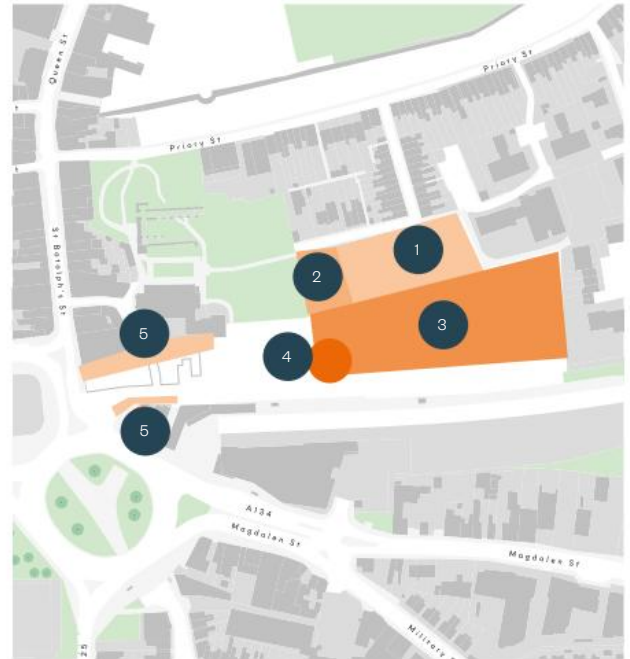 Queen St
Priory St
Priory St
St Botolph's St
1
2
3
5
4
5
A134
Magdalen St
Magdalen St
Military
25